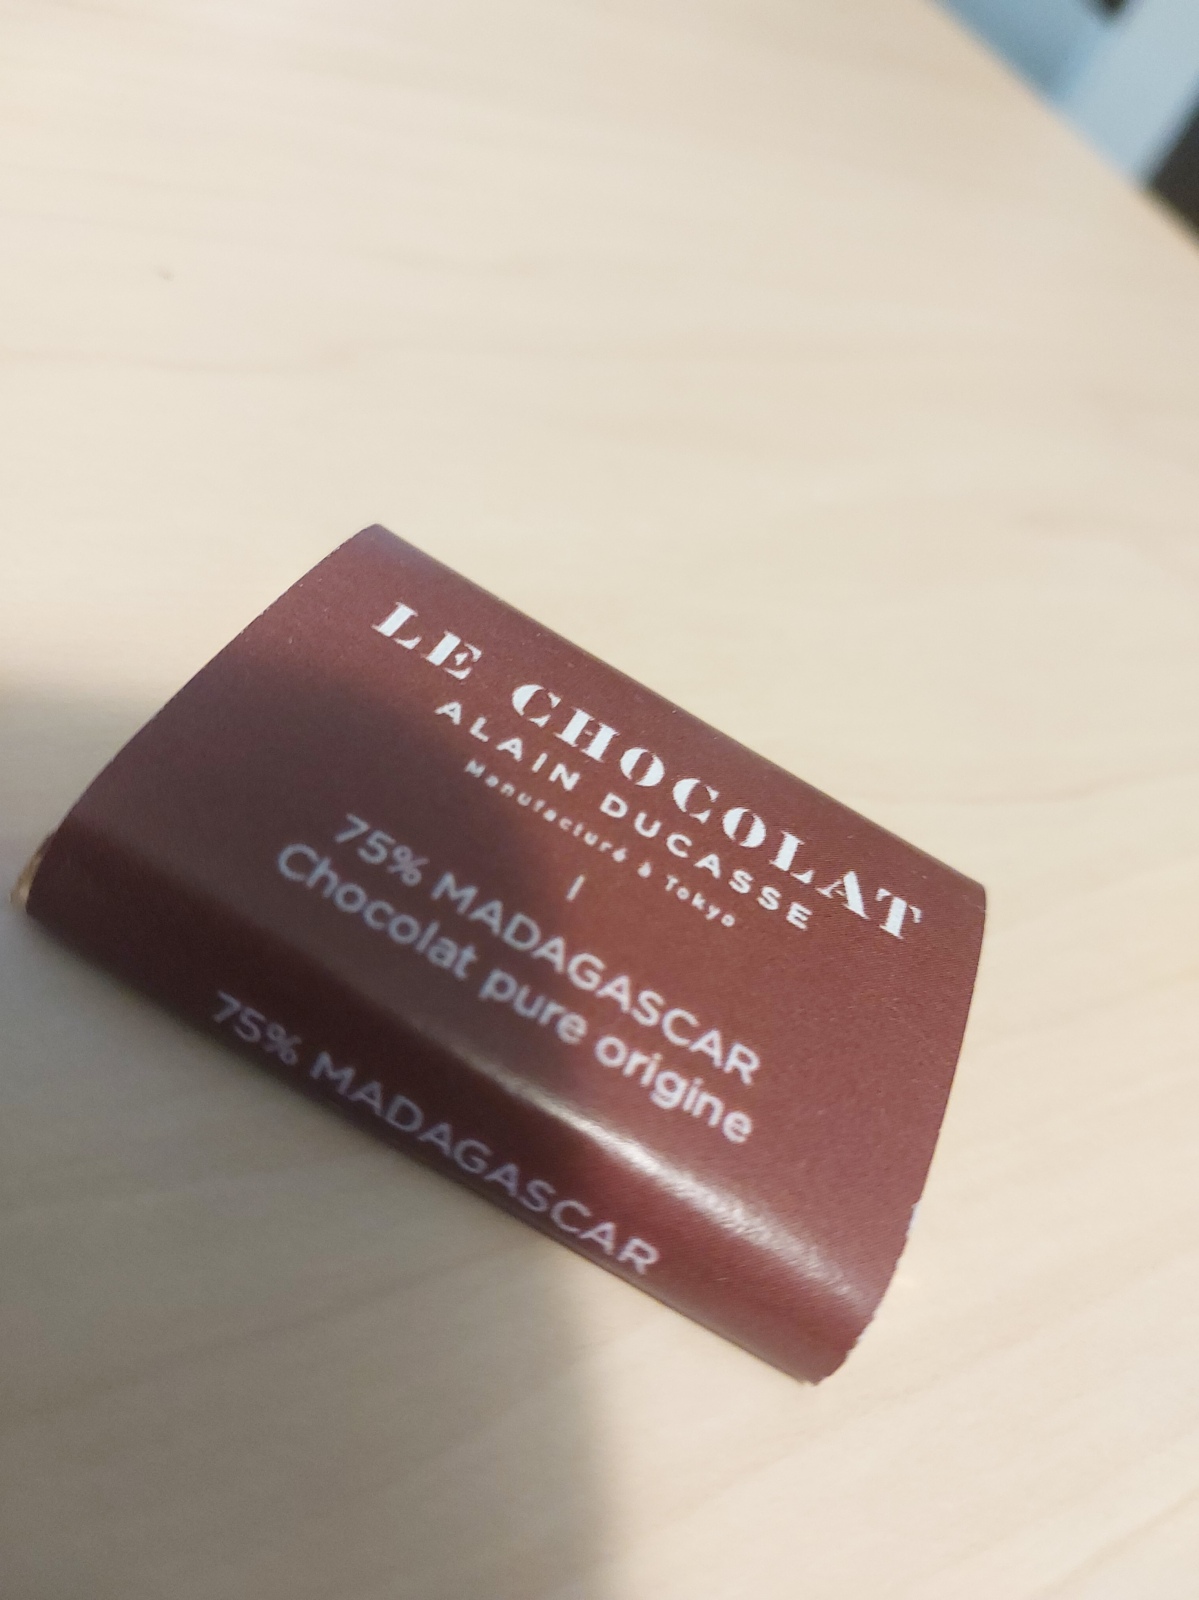 LE CHOCOLAT
ALAIN DUCASSE
Manufacturé à Tokyo
75% MADAGASCAR
Chocolat pure origine
75% MADAGASCAR